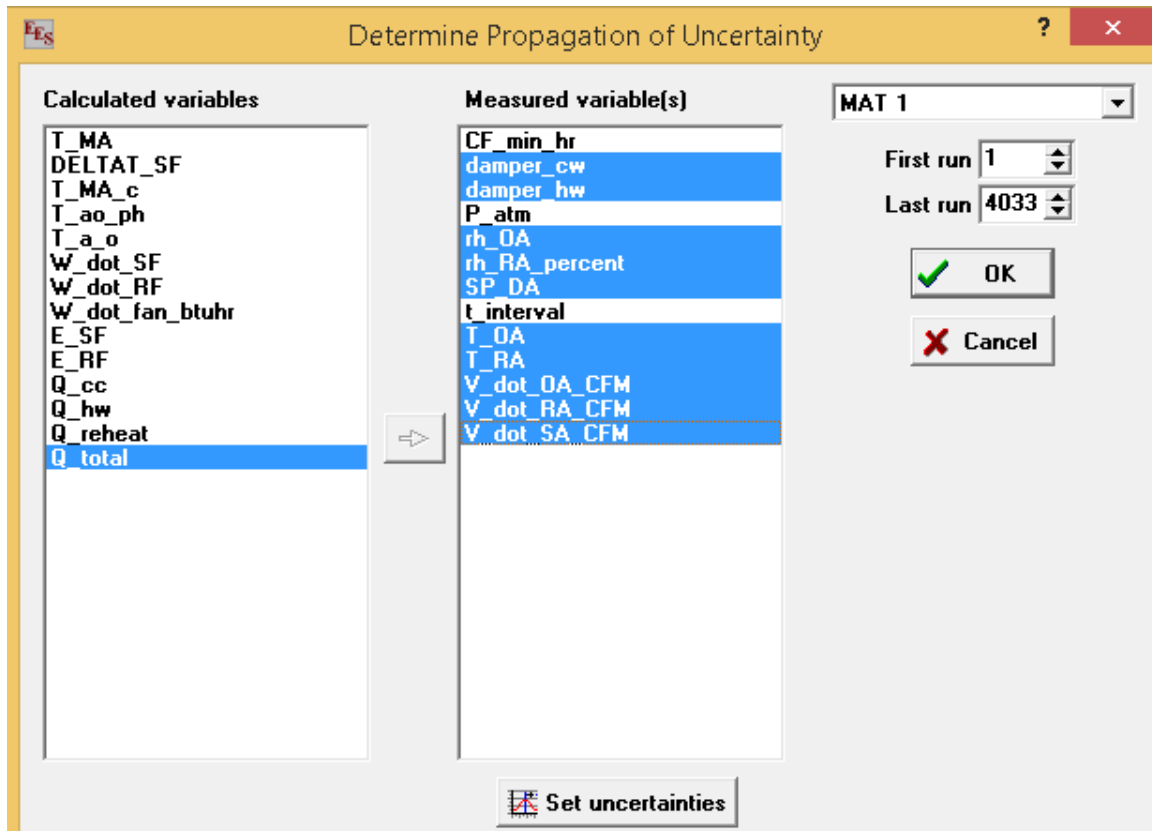 EES
Determine Propagation of Uncertainty
?
Calculated variables
T_MA
DELTAT_SF
T_MA_c
T_ao_ph
T_a_o
W_dot_SF
W_dot_RF
W_dot_fan_btuhr
E_SF
E_RF
Q_cc
Q_hw
Q_reheat
Q_total
Measured variable(s)
CF_min_hr
damper_cw
damper_hw
P_atm
rh_OA
rh_RA_percent
SP_DA
t_interval
T_OA
T_RA
V_dot_OA_CFM
V_dot_RA_CFM
V_dot_SA_CFM
Set uncertainties
MAT 1
First run 1
Last run 4033
OK
Cancel